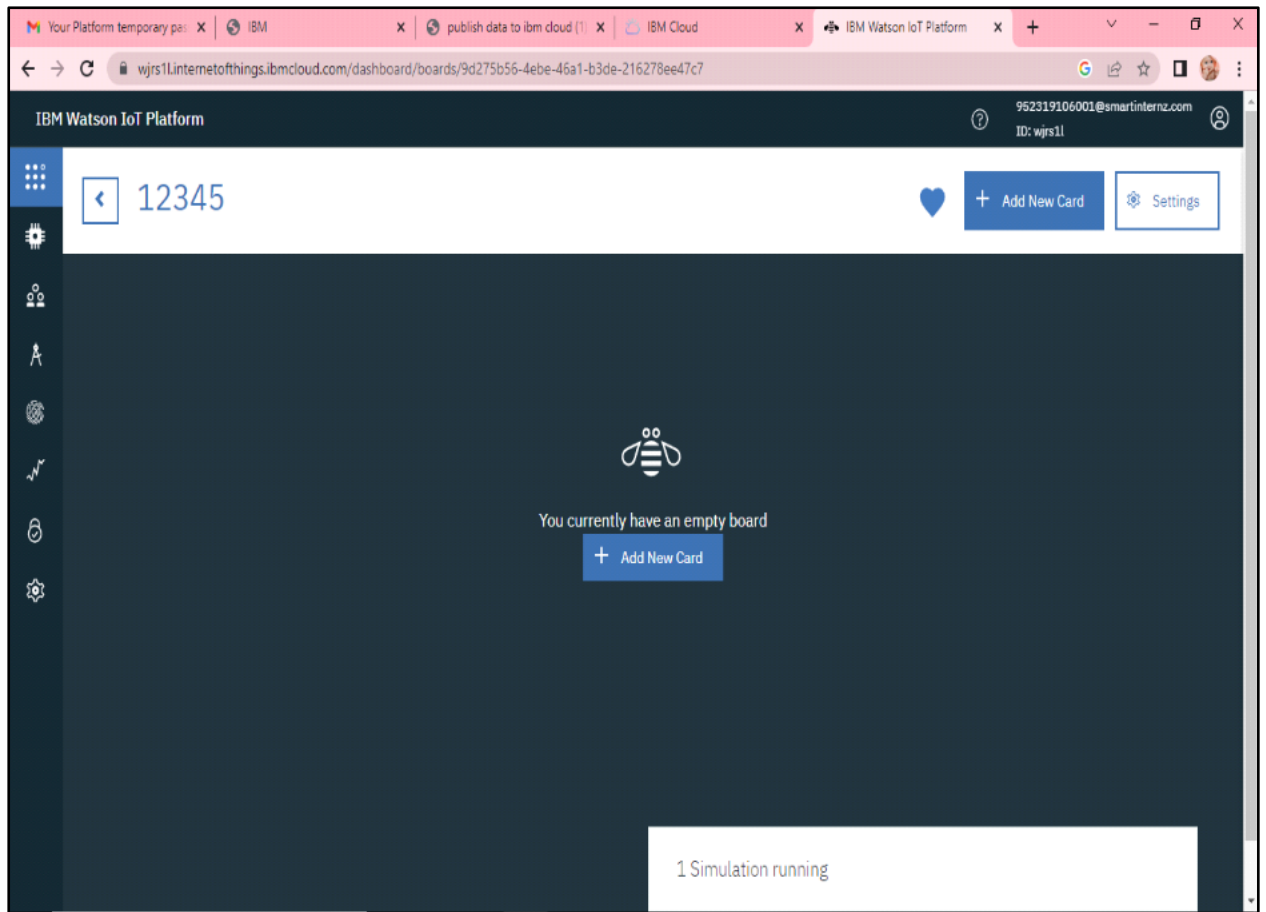 Your Platform temporary pas
IBM
publish data to ibm cloud (1)
IBM Cloud
IBM Watson IoT Platform
wjrs1l.internetofthings.ibmcloud.com/dashboard/boards/9d275b56-4ebe-46a1-b3de-216278ee47c7
IBM Watson IoT Platform
952319106001@smartinternz.com
ID: wjrs1l
12345
Add New Card
Settings
You currently have an empty board
Add New Card
1 Simulation running